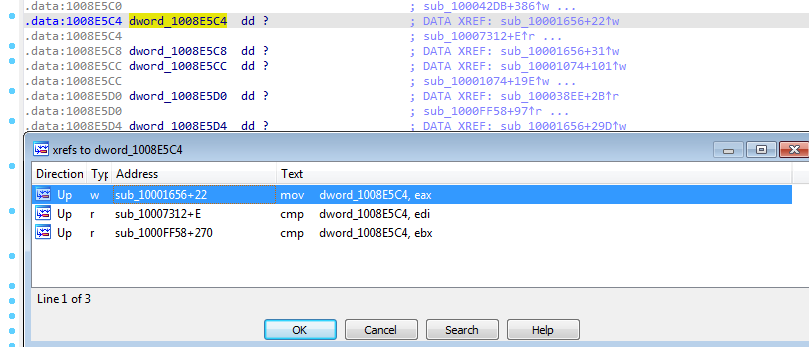 .data:1008E5C0 ; sub_100042DB+386↑w ...
.data:1008E5C4 dword_1008E5C4 dd ? ; DATA XREF: sub_10001656+22↑w
.data:1008E5C4 ; sub_10007312+E↑r ...
.data:1008E5C8 dword_1008E5C8 dd ? ; DATA XREF: sub_10001656+31↑w
.data:1008E5CC dword_1008E5CC dd ? ; DATA XREF: sub_10001074+101↑w
.data:1008E5CC ; sub_10001074+19E↑w ...
.data:1008E5D0 dword_1008E5D0 dd ? ; DATA XREF: sub_100038EE+2B↑r
.data:1008E5D0 ; sub_1000FF58+97↑r ...
.data:1008E5D4 dword_1008E5D4 dd ? ; DATA XREF: sub_10001656+29D↑w
xrefs to dword_1008E5C4
Direction Typ Address Text
Up w sub_10001656+22 mov dword_1008E5C4, eax
Up r sub_10007312+E cmp dword_1008E5C4, edi
Up r sub_1000FF58+270 cmp dword_1008E5C4, ebx
Line 1 of 3
OK Cancel Search Help